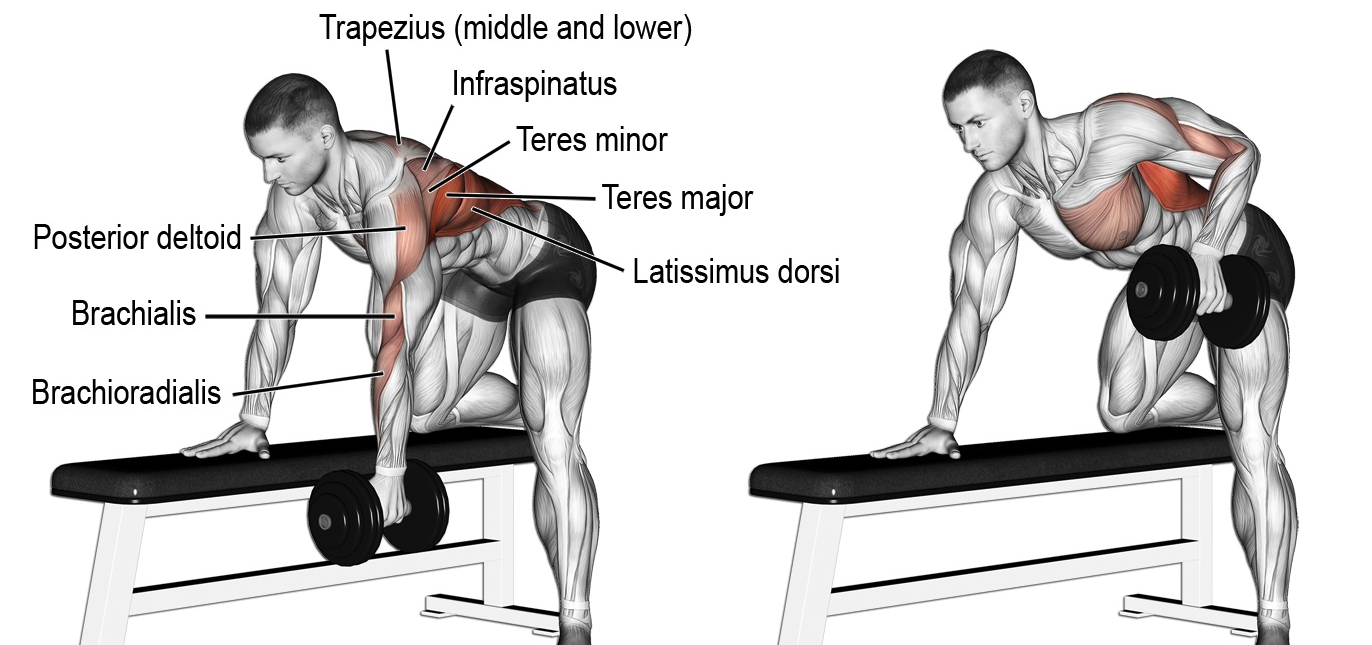 Trapezius (middle and lower)
Infraspinatus
Teres minor
Teres major
Posterior deltoid
Latissimus dorsi
Brachialis
Brachioradialis